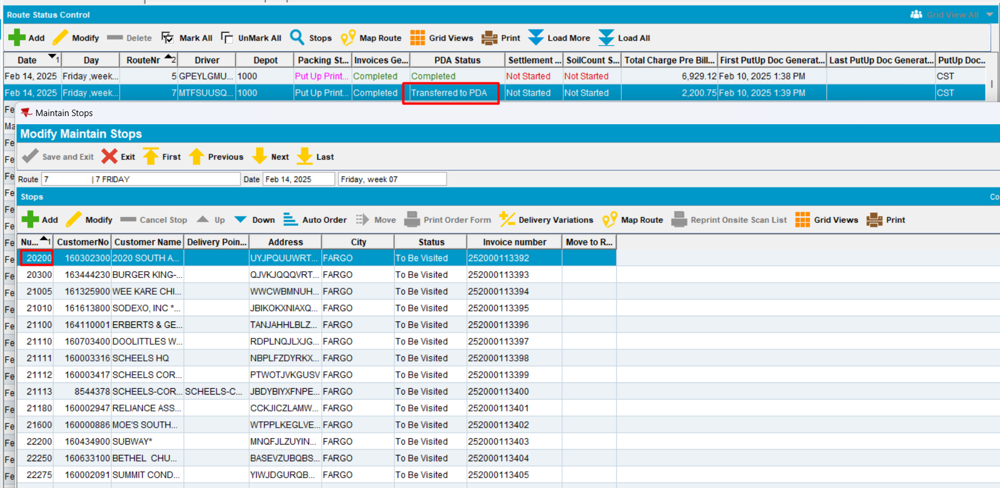 Route Status Control Grid View All
Add Modify Delete Mark All UnMark All Stops Map Route Grid Views Print Load More Load All
Date 1 Day RouteNr 2 Driver Depot Packing St... Invoices Ge... PDA Status Settlement ... SoilCount S... Total Charge Pre Bill... First PutUp Doc Generat... Last PutUp Doc Generat... PutUp Doc..
Feb 14, 2025 Friday ,week... 5 GPEYLGMU... 1000 Put Up Print... Completed Completed Not Started Not Started 6,929.12 Feb 10, 2025 1:38 PM CST
Feb 14, 2025 Friday ,week... 7 MTFSUUSQ... 1000 Put Up Print... Completed Transferred to PDA Not Started Not Started 2,200.75 Feb 10, 2025 1:39 PM CST
Fe
Maintain Stops
Ma
Modify Maintain Stops
Fe
Fe
Save and Exit Exit First Previous Next Last
Fe
Route 7 | 7 FRIDAY Date Feb 14, 2025 Friday, week 07
Fe
Stops Co
Fe
Add Modify Cancel Stop Up Down Auto Order Move Print Order Form Delivery Variations Map Route Reprint Onsite Scan List Grid Views Print
Fe
Nu... 1 CustomerNo Customer Name Delivery Poin... Address City Status Invoice number Move to R...
Fe
20200 160302300 2020 SOUTH A... UYJPQUUWRT... FARGO To Be Visited 252000113392
Fe
20300 163444230 BURGER KING-... QJVKJQQQVRT... FARGO To Be Visited 252000113393
Fe
21005 161325900 WEE KARE CHI... WWCWBMNUH... FARGO To Be Visited 252000113394
Fe
21010 161613800 SODEXO, INC *... JBIKOKXNIAXQ... FARGO To Be Visited 252000113395
Fe
21100 164110001 ERBERTS & GE... TANJAHHLBLZ... FARGO To Be Visited 252000113396
Fe
21110 160703400 DOOLITTLES W... RDPLNQJLXJG... FARGO To Be Visited 252000113397
Fe
21111 160003316 SCHEELS HQ NBPLFZDYRKX... FARGO To Be Visited 252000113398
Fe
21112 160003417 SCHEELS COR... PTWOTJVKGUSV FARGO To Be Visited 252000113399
Fe
21113 8544378 SCHEELS-COR... SCHEELS-C... JBDYBIYXFNPE... FARGO To Be Visited 252000113400
Fe
21180 160002947 RELIANCE ASS... CCKJICZLAMW... FARGO To Be Visited 252000113401
Fe
21600 160000886 MOE'S SOUTH... WTPPLKEGLVE... FARGO To Be Visited 252000113402
Fe
22200 160434900 SUBWAY* MNQFJLZUYIN... FARGO To Be Visited 252000113403
Fe
22250 160633100 BETHEL CHU... BASEVZUBQBS... FARGO To Be Visited 252000113404
Fe
22275 160002091 SUMMIT COND... YIWJDGURQB... FARGO To Be Visited 252000113405
Fe